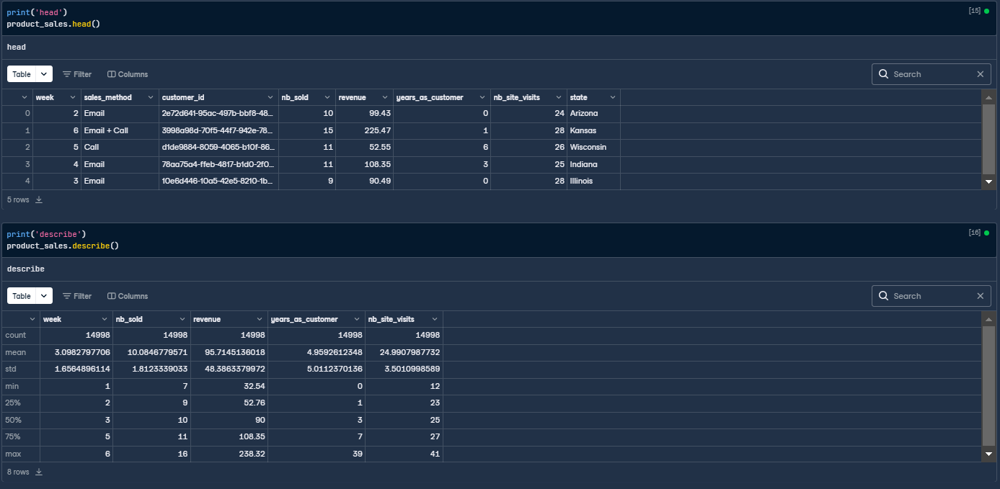 print('head')
[15]
product_sales.head()
head
Table Filter Columns Search
week sales_method customer_id nb_sold revenue years_as_customer nb_site_visits state
0 2 Email 2e72d641-95ac-497b-bbf8-48... 10 99.43 0 24 Arizona
1 6 Email + Call 3998a98d-70f5-44f7-942e-78... 15 225.47 1 28 Kansas
2 5 Call d1de9884-8059-4065-b10f-86... 11 52.55 6 26 Wisconsin
3 4 Email 78aa75a4-ffeb-4817-b1d0-2f0... 11 108.35 3 25 Indiana
4 3 Email 10e6d446-10a5-42e5-8210-1b... 9 90.49 0 28 Illinois
5 rows
print('describe')
[16]
product_sales.describe()
describe
Table Filter Columns Search
week nb_sold revenue years_as_customer nb_site_visits
count 14998 14998 14998 14998 14998
mean 3.0982797706 10.0846779571 95.7145136018 4.9592612348 24.9907987732
std 1.6564896114 1.8123339033 48.3863379972 5.0112370136 3.5010998589
min 1 7 32.54 0 12
25% 2 9 52.76 1 23
50% 3 10 90 3 25
75% 5 11 108.35 7 27
max 6 16 238.32 39 41
8 rows